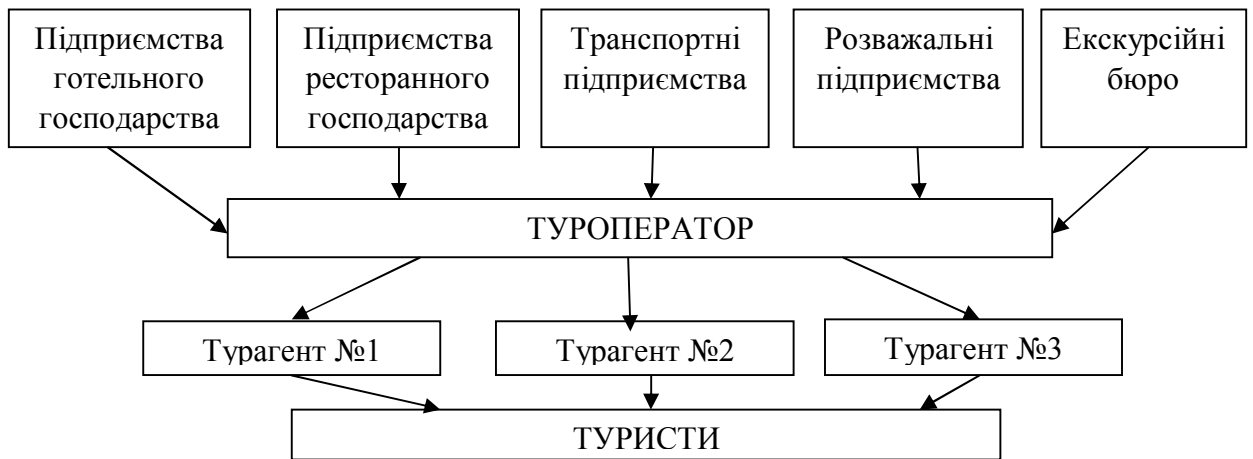 Підприємства
готельного
господарства
Підприємства
ресторанного
господарства
Транспортні
підприємства
Розважальні
підприємства
Екскурсійні
бюро
ТУРОПЕРАТОР
Турагент №1
Турагент №2
Турагент №3
ТУРИСТИ